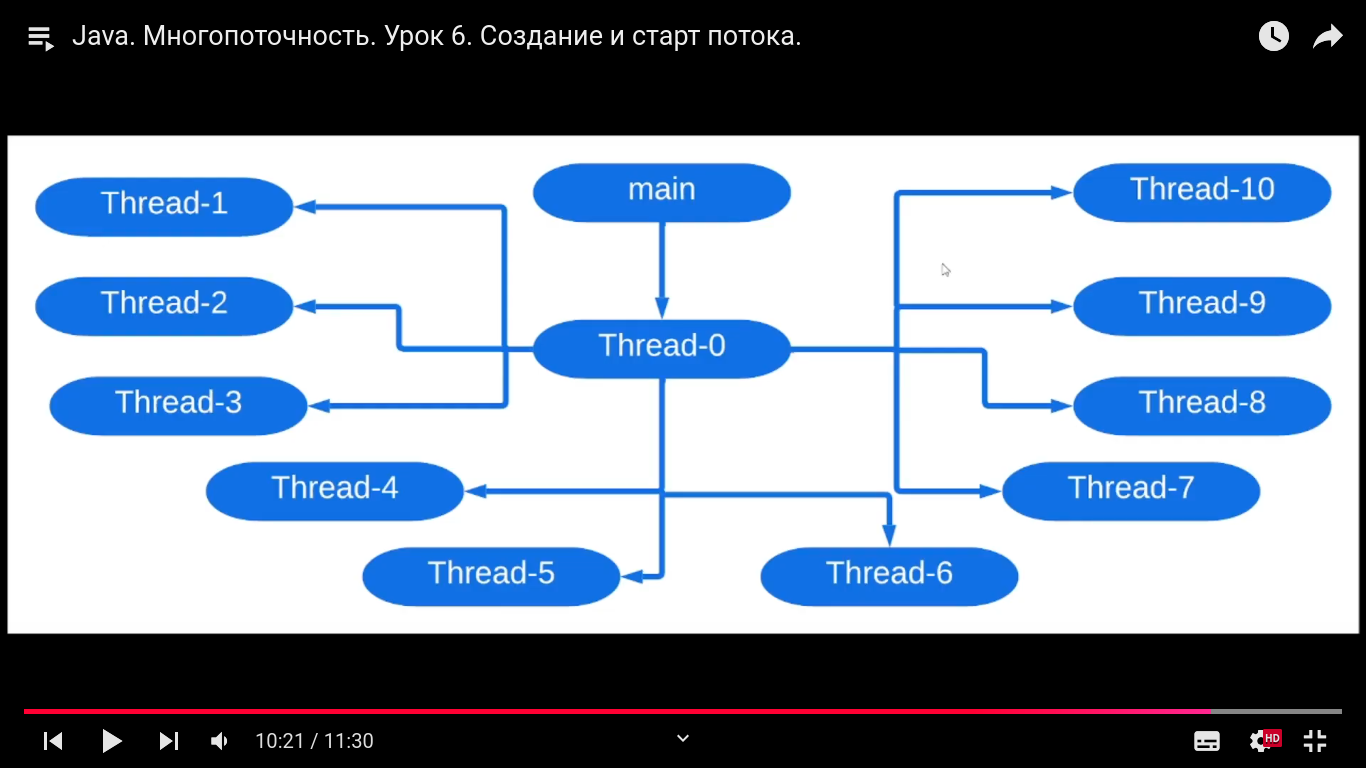 Java. Многопоточность. Урок 6. Создание и старт потока.
Thread-1
main
Thread-10
Thread-2
Thread-9
Thread-0
Thread-3
Thread-8
Thread-4
Thread-7
Thread-5
Thread-6
10:21 / 11:30
HD